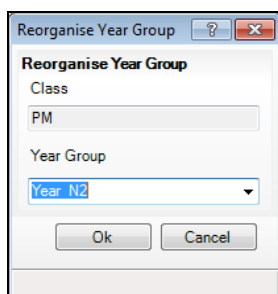 Reorganise Year Group
Reorganise Year Group
Class
PM
Year Group
Year N2
Ok Cancel